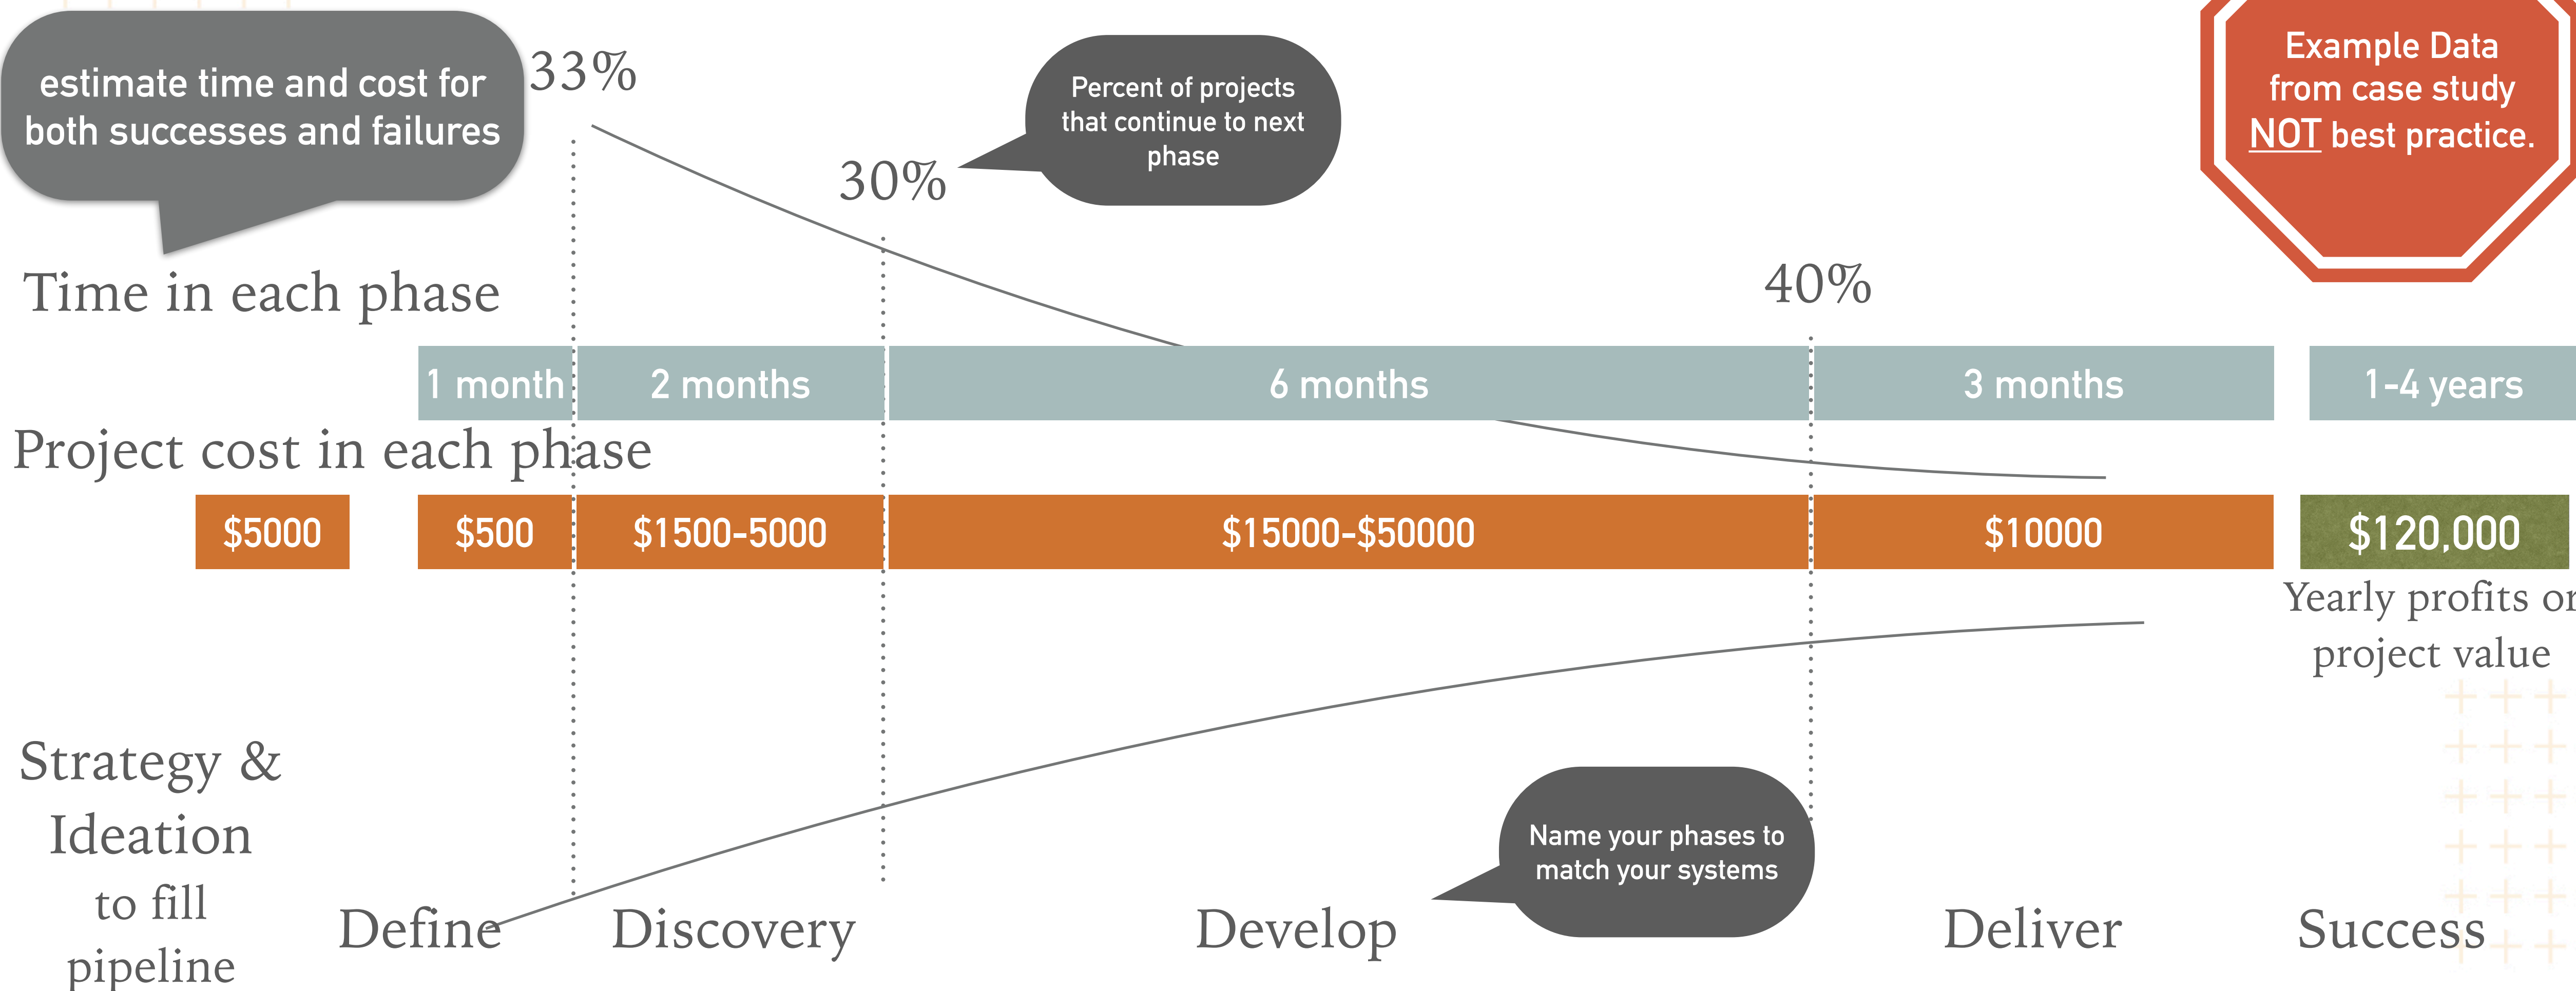 estimate time and cost for
both successes and failures
33%
Percent of projects
that continue to next
phase
30%
Example Data
from case study
NOT best practice.
Time in each phase
40%
1 month
2 months
6 months
3 months
1-4 years
Project cost in each phase
$5000
$500
$1500-5000
$15000-$50000
$10000
$120,000
Yearly profits or
project value
Strategy &
Ideation
to fill
pipeline
Name your phases to
match your systems
Define
Discovery
Develop
Deliver
Success